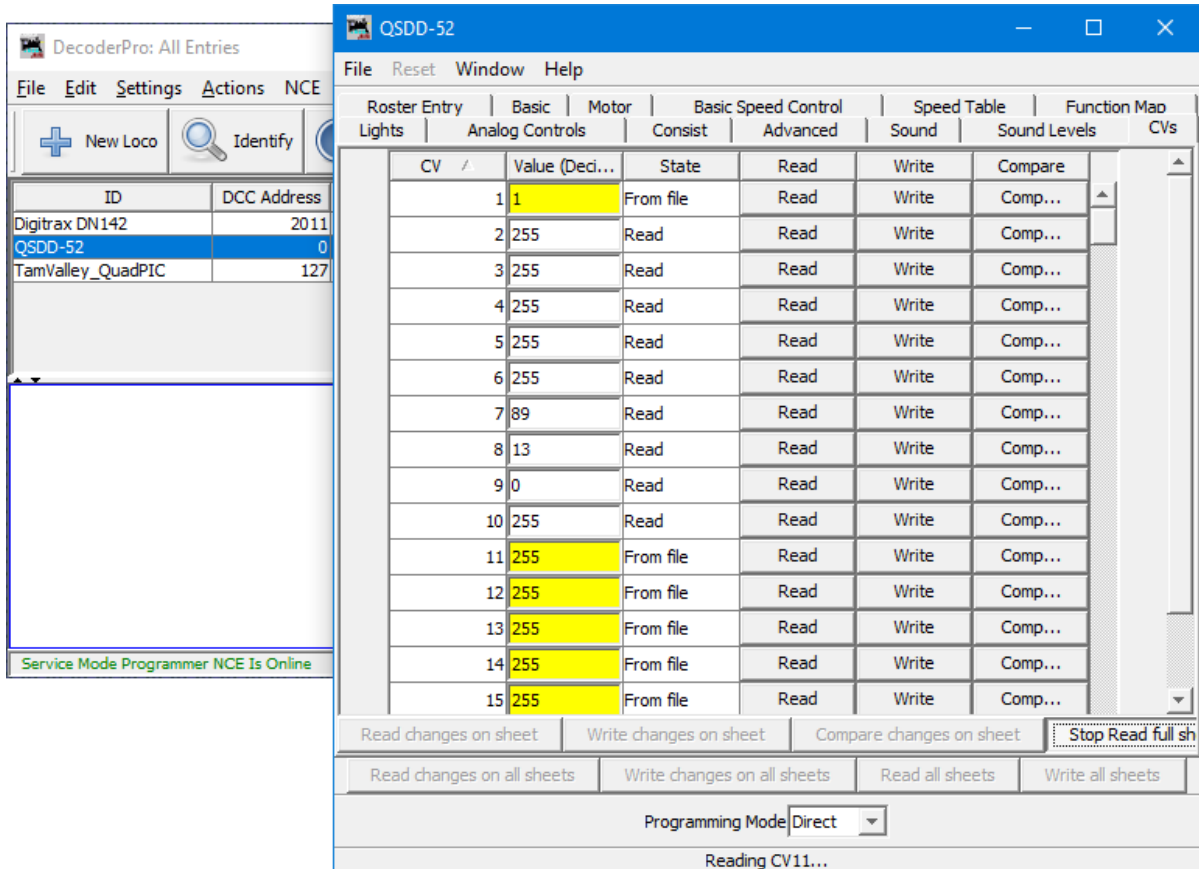 DecoderPro: All Entries
File Edit Settings Actions NCE
New Loco Identify
ID DCC Address
Digitrax DN142 2011
QSDD-52 0
TamValley_QuadPIC 127
Service Mode Programmer NCE Is Online
QSDD-52
File Reset Window Help
Roster Entry Basic Motor Basic Speed Control Speed Table Function Map
Lights Analog Controls Consist Advanced Sound Sound Levels CVs
CV Value (Deci... State Read Write Compare
1 1 From file Read Write Comp...
2 255 Read Read Write Comp...
3 255 Read Read Write Comp...
4 255 Read Read Write Comp...
5 255 Read Read Write Comp...
6 255 Read Read Write Comp...
7 89 Read Read Write Comp...
8 13 Read Read Write Comp...
9 0 Read Read Write Comp...
10 255 Read Read Write Comp...
11 255 From file Read Write Comp...
12 255 From file Read Write Comp...
13 255 From file Read Write Comp...
14 255 From file Read Write Comp...
15 255 From file Read Write Comp...
Read changes on sheet Write changes on sheet Compare changes on sheet Stop Read full sh
Read changes on all sheets Write changes on all sheets Read all sheets Write all sheets
Programming Mode Direct
Reading CV11...